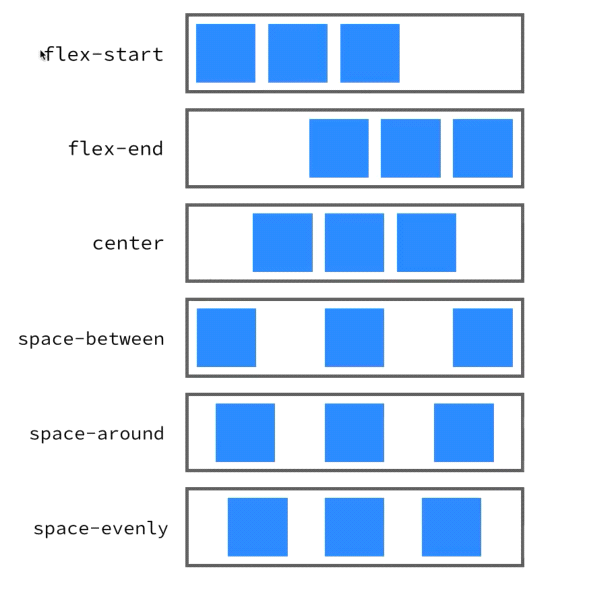 flex-start
flex-end
center
space-between
space-around
space-evenly